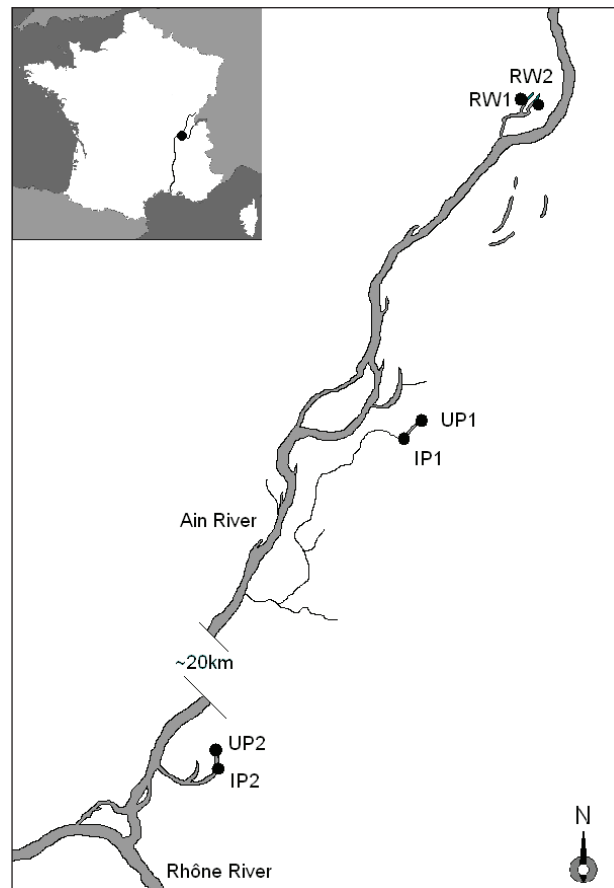 RW2
RW1
UP1
IP1
Ain River
~20km
UP2
IP2
N
Rhône River